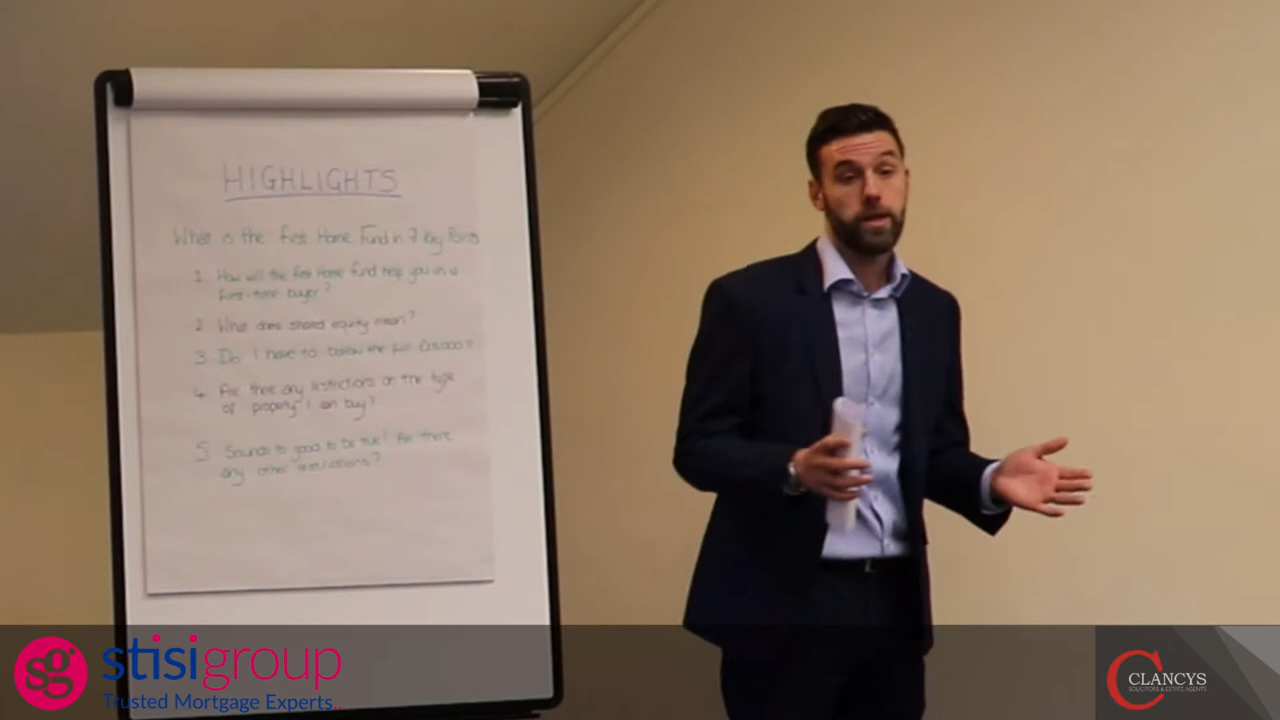 HIGHLIGHTS
What is the first Home Fund in 7 Key Points
1 How will the first Home fund help you as a
first-time buyer?
2 What does shared equity mean?
3 Do I have to borrow the full £25,000?
4 Are there any restrictions on the type
of property I can buy?
5 Sounds to good to be true! Are there
any other restrictions?
sg
stisigroup
Trusted Mortgage Experts...
C
CLANCYS
SOLICITORS & ESTATE AGENTS